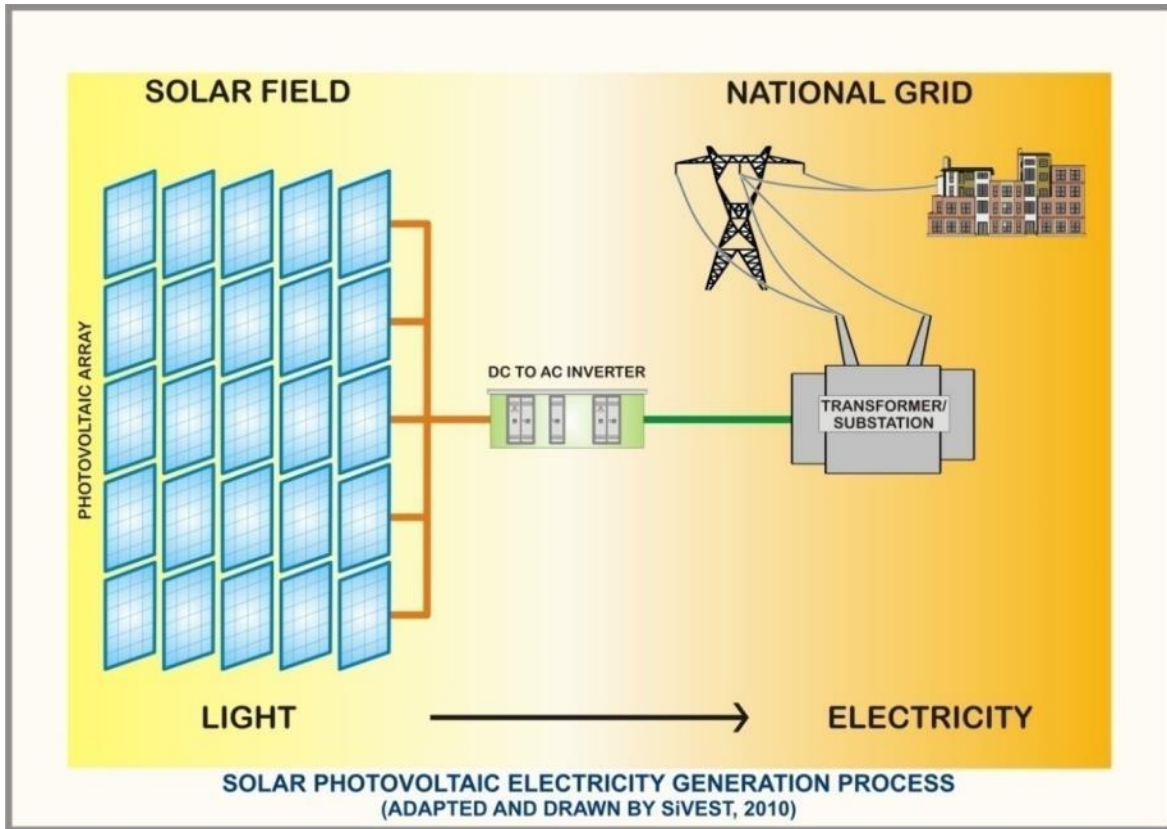 SOLAR FIELD
NATIONAL GRID
PHOTOVOLTAIC ARRAY
DC TO AC INVERTER
TRANSFORMER/
SUBSTATION
LIGHT
ELECTRICITY
SOLAR PHOTOVOLTAIC ELECTRICITY GENERATION PROCESS
(ADAPTED AND DRAWN BY SiVEST, 2010)